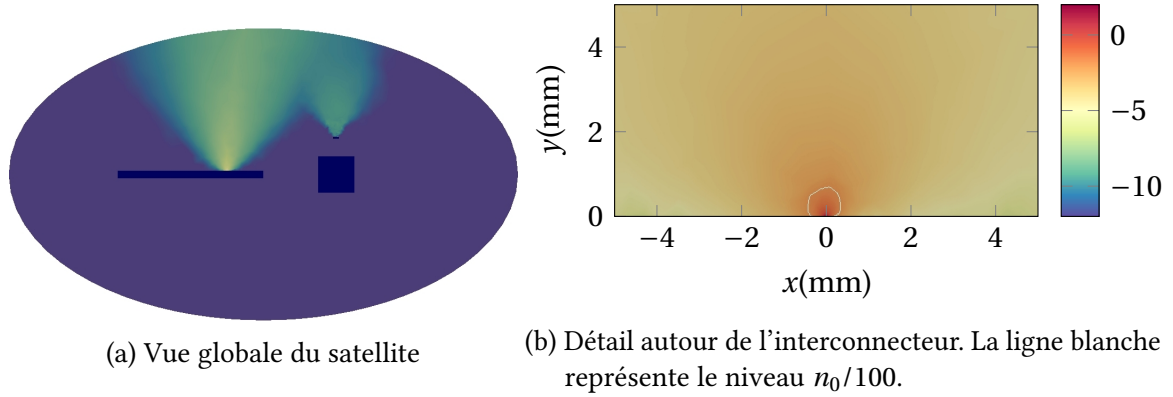 4
2
0
y(mm)
−4
−2
0
2
4
x(mm)
0
−5
−10
(a) Vue globale du satellite
(b) Détail autour de l'interconnecteur. La ligne blanche
représente le niveau n₀/100.